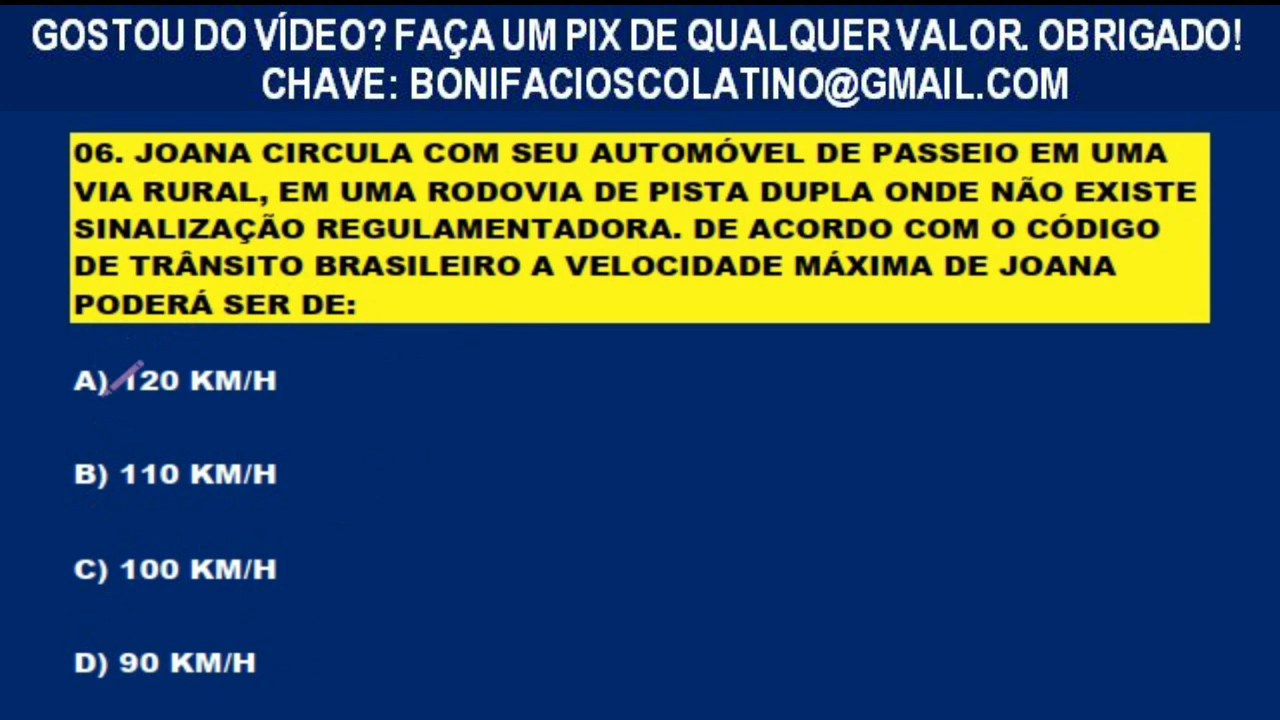 GOSTOU DO VÍDEO? FAÇA UM PIX DE QUALQUER VALOR. OBRIGADO!
CHAVE: BONIFACIOSCOLATINO@GMAIL.COM
06. JOANA CIRCULA COM SEU AUTOMÓVEL DE PASSEIO EM UMA
VIA RURAL, EM UMA RODOVIA DE PISTA DUPLA ONDE NÃO EXISTE
SINALIZAÇÃO REGULAMENTADORA. DE ACORDO COM O CÓDIGO
DE TRÂNSITO BRASILEIRO A VELOCIDADE MÁXIMA DE JOANA
PODERÁ SER DE:
A) 120 KM/H
B) 110 KM/H
C) 100 KM/H
D) 90 KM/H